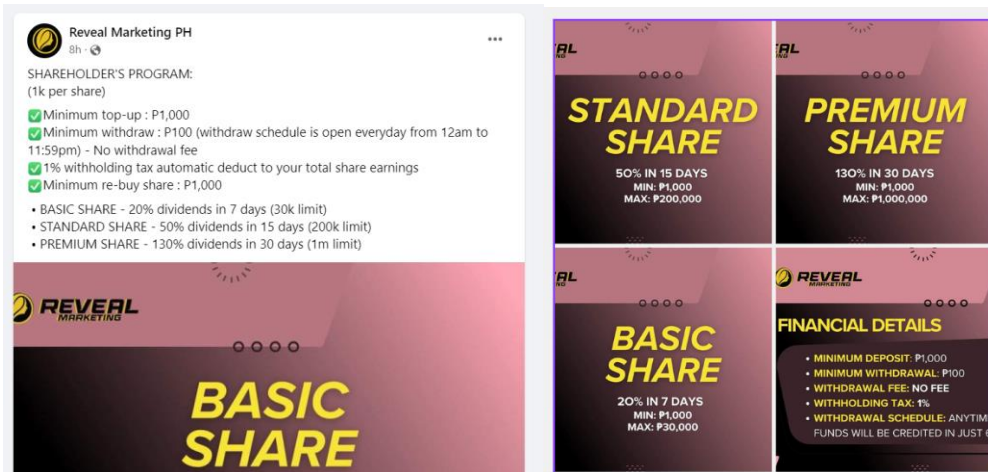 Reveal Marketing PH
8h
SHAREHOLDER'S PROGRAM:
(1k per share)
✅Minimum top-up : P1,000
✅Minimum withdraw : P100 (withdraw schedule is open everyday from 12am to
11:59pm) - No withdrawal fee
✅1% withholding tax automatic deduct to your total share earnings
✅Minimum re-buy share : P1,000
• BASIC SHARE - 20% dividends in 7 days (30k limit)
• STANDARD SHARE - 50% dividends in 15 days (200k limit)
• PREMIUM SHARE - 130% dividends in 30 days (1m limit)
REVEAL
MARKETING
BASIC
SHARE
STANDARD
SHARE
50% IN 15 DAYS
MIN: ₱1,000
MAX: ₱200,000
PREMIUM
SHARE
130% IN 30 DAYS
MIN: ₱1,000
MAX: ₱1,000,000
BASIC
SHARE
20% IN 7 DAYS
MIN: ₱1,000
MAX: ₱30,000
REVEAL
MARKETING
FINANCIAL DETAILS
• MINIMUM DEPOSIT: ₱1,000
• MINIMUM WITHDRAWAL: ₱100
• WITHDRAWAL FEE: NO FEE
• WITHHOLDING TAX: 1%
• WITHDRAWAL SCHEDULE: ANYTIM
FUNDS WILL BE CREDITED IN JUST